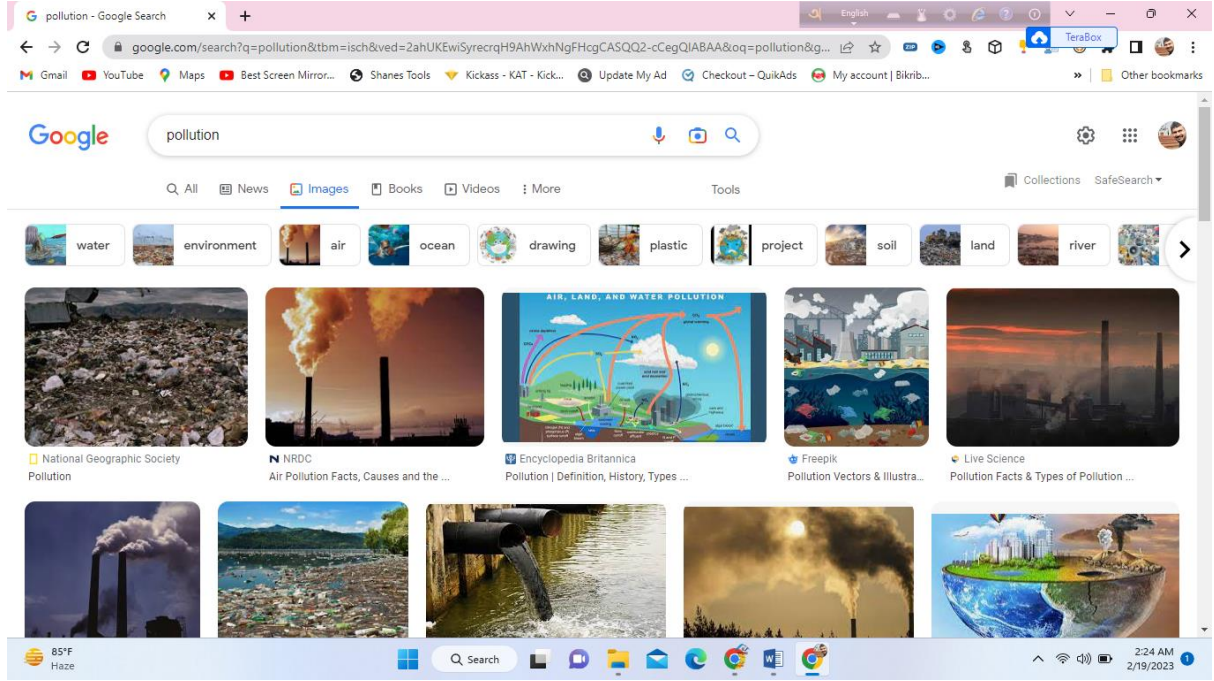 pollution - Google Search
English
TeraBox
google.com/search?q=pollution&tbm=isch&ved=2ahUKEwiSyrecrqH9AhWxhNgFHcgCASQQ2-cCegQIABAA&oq=pollution&g...
Gmail YouTube Maps Best Screen Mirror... Shanes Tools Kickass - KAT - Kick... Update My Ad Checkout – QuikAds My account | Bikrib... » Other bookmarks
Google pollution
All News Images Books Videos More Tools Collections SafeSearch
water environment air ocean drawing plastic project soil land river
AIR, LAND, AND WATER POLLUTION
National Geographic Society
Pollution
NRDC
Air Pollution Facts, Causes and the ...
Encyclopedia Britannica
Pollution | Definition, History, Types ...
Freepik
Pollution Vectors & Illustra...
Live Science
Pollution Facts & Types of Pollution ...
85°F
Haze
Search
2:24 AM
2/19/2023
1